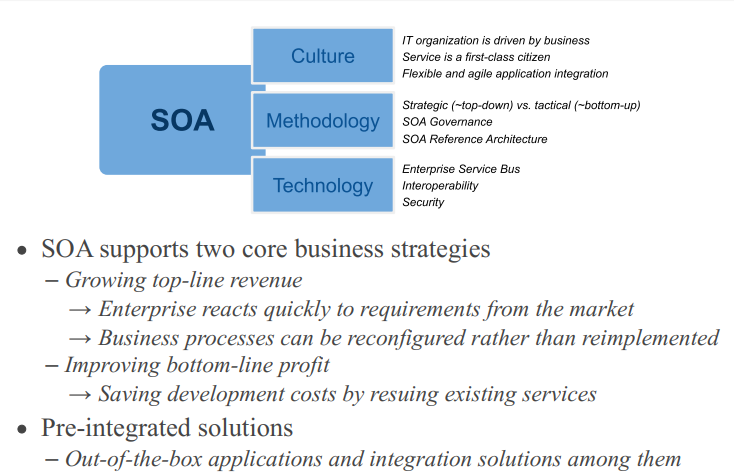 SOA
Culture
IT organization is driven by business
Service is a first-class citizen
Flexible and agile application integration
Methodology
Strategic (~top-down) vs. tactical (~bottom-up)
SOA Governance
SOA Reference Architecture
Technology
Enterprise Service Bus
Interoperability
Security
• SOA supports two core business strategies
– Growing top-line revenue
→ Enterprise reacts quickly to requirements from the market
→ Business processes can be reconfigured rather than reimplemented
– Improving bottom-line profit
→ Saving development costs by resuing existing services
• Pre-integrated solutions
– Out-of-the-box applications and integration solutions among them